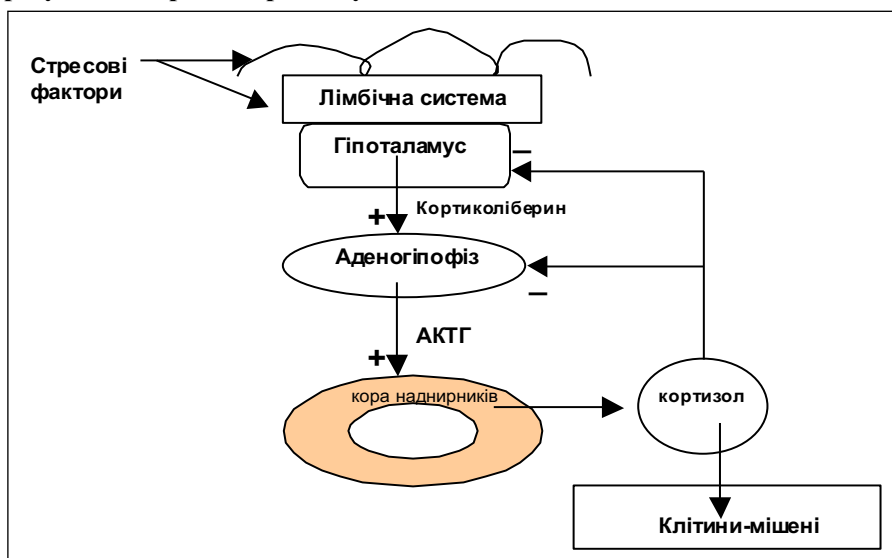 Стресові
фактори
Лімбічна система
Гіпоталамус
–
+
Кортиколіберин
Аденогіпофіз
–
АКТГ
+
кора наднирників
кортизол
Клітини-мішені